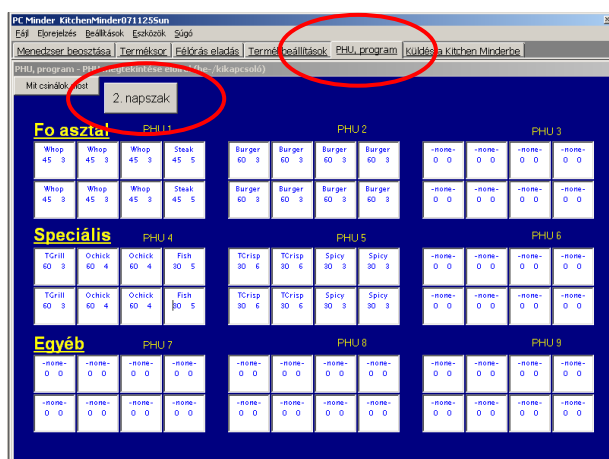 PC Minder KitchenMinder071125Sun
Fájl Elorejelzés Beállítások Eszközök Súgó
Menedzser beosztása Terméksor Félórás eladás Termékbeállítások PHU, program Küldés a Kitchen Minderbe
PHU, program - PHU (be-/kikapcsoló)
Mit csinálok most
2. napszak
Fo asztal PHU 1 PHU 2 PHU 3
Whop Whop Whop Steak Burger Burger Burger Burger -none- -none- -none- -none-
45 3 45 3 45 3 45 5 60 3 60 3 60 3 60 3 0 0 0 0 0 0 0 0
Whop Whop Whop Steak Burger Burger Burger Burger -none- -none- -none- -none-
45 3 45 3 45 3 45 5 60 3 60 3 60 3 60 3 0 0 0 0 0 0 0 0
Speciális PHU 4 PHU 5 PHU 6
TGrill Ochick Ochick Fish TCrisp TCrisp Spicy Spicy -none- -none- -none- -none-
60 3 60 4 60 4 30 5 30 6 30 6 30 3 30 3 0 0 0 0 0 0 0 0
TGrill Ochick Ochick Fish TCrisp TCrisp Spicy Spicy -none- -none- -none- -none-
60 3 60 4 60 4 30 5 30 6 30 6 30 3 30 3 0 0 0 0 0 0 0 0
Egyéb PHU 7 PHU 8 PHU 9
-none- -none- -none- -none- -none- -none- -none- -none- -none- -none- -none- -none-
0 0 0 0 0 0 0 0 0 0 0 0 0 0 0 0 0 0 0 0 0 0 0 0
-none- -none- -none- -none- -none- -none- -none- -none- -none- -none- -none- -none-
0 0 0 0 0 0 0 0 0 0 0 0 0 0 0 0 0 0 0 0 0 0 0 0